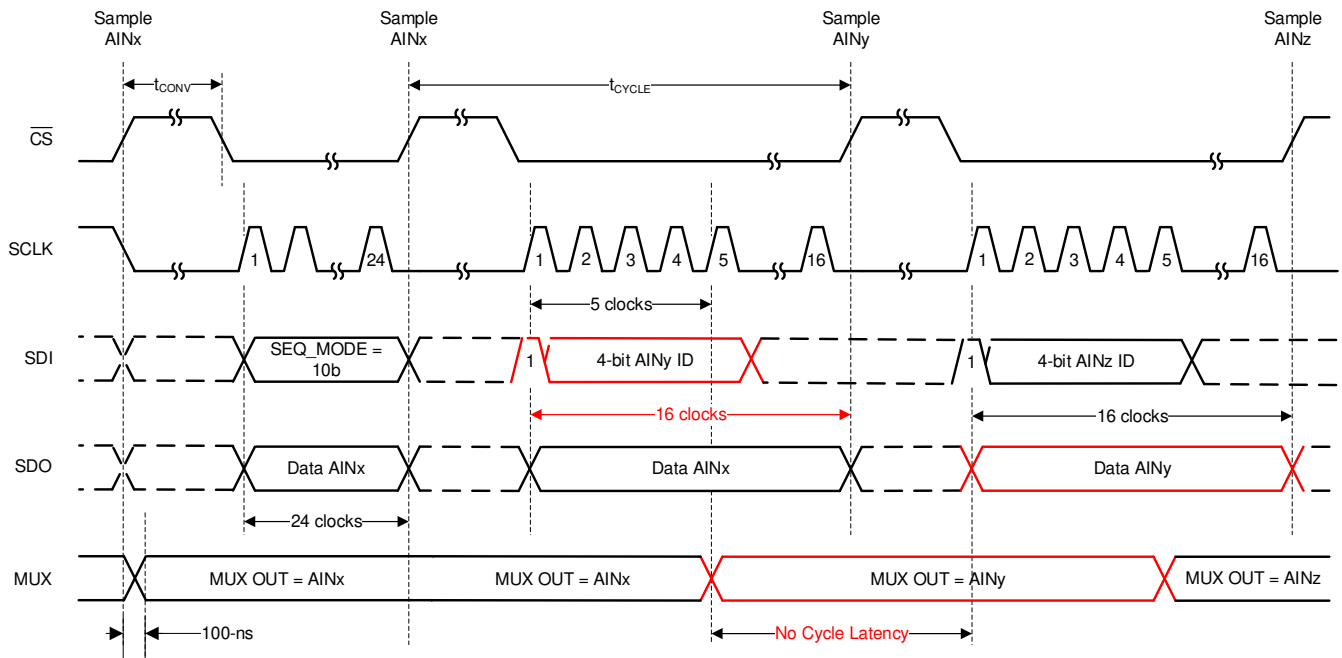 Sample
AINx
Sample
AINx
Sample
AINy
Sample
AINz
tCONV
tCYCLE
CS
SCLK
1
24
1
2
3
4
5
16
1
2
3
4
5
16
5 clocks
SDI
SEQ_MODE =
10b
1
4-bit AINy ID
1
4-bit AINz ID
16 clocks
16 clocks
SDO
Data AINx
Data AINx
Data AINy
24 clocks
MUX
MUX OUT = AINx
MUX OUT = AINx
MUX OUT = AINy
MUX OUT = AINz
100-ns
No Cycle Latency